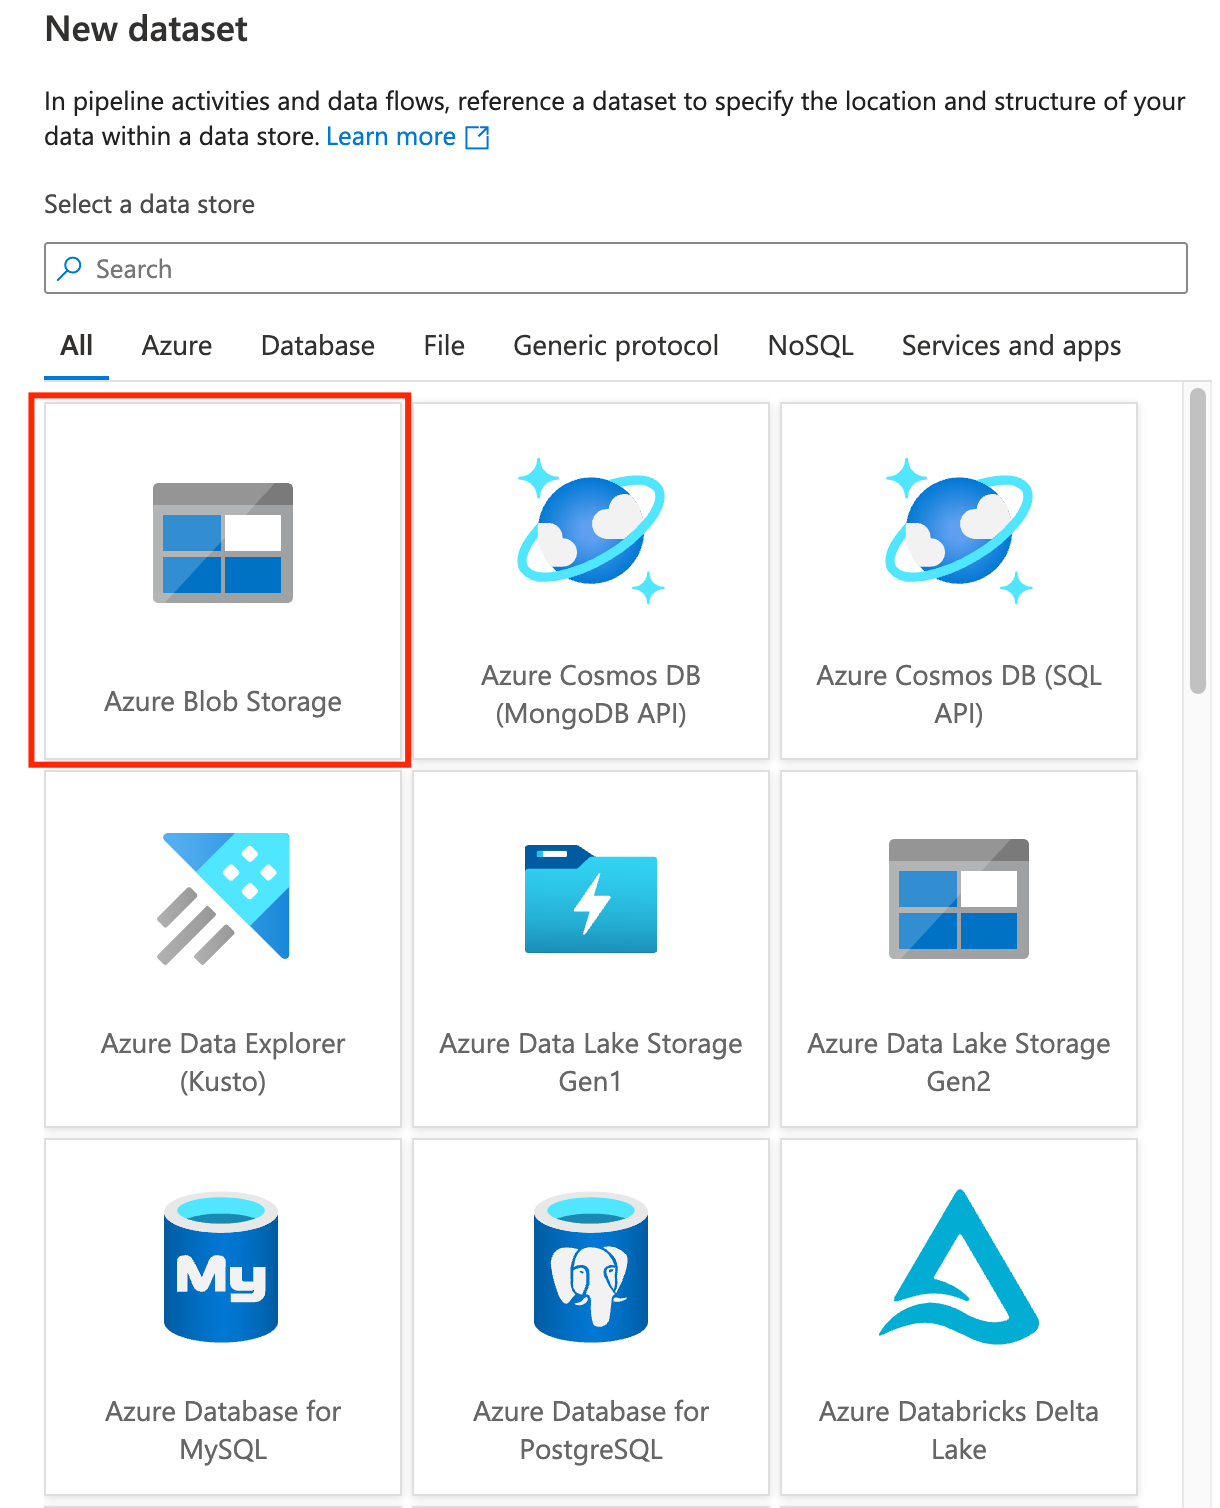 New dataset
In pipeline activities and data flows, reference a dataset to specify the location and structure of your
data within a data store. Learn more
Select a data store
Search
All Azure Database File Generic protocol NoSQL Services and apps
Azure Blob Storage
Azure Cosmos DB
(MongoDB API)
Azure Cosmos DB (SQL
API)
Azure Data Explorer
(Kusto)
Azure Data Lake Storage
Gen1
Azure Data Lake Storage
Gen2
My
Azure Database for
MySQL
Azure Database for
PostgreSQL
Azure Databricks Delta
Lake